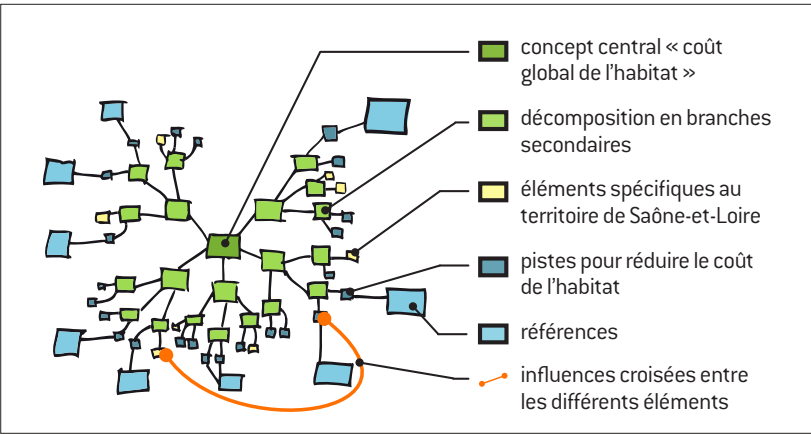 concept central « coût
global de l’habitat »
décomposition en branches
secondaires
éléments spécifiques au
territoire de Saône-et-Loire
pistes pour réduire le coût
de l’habitat
références
influences croisées entre
les différents éléments